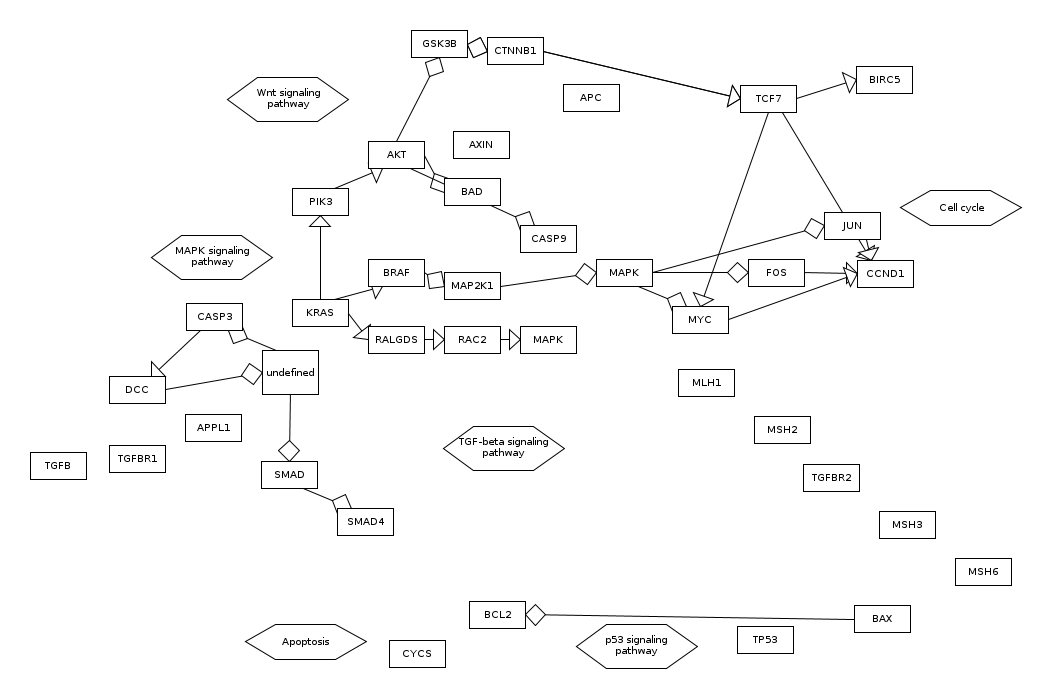 GSK3B
CTNNB1
BIRC5
Wnt signaling
pathway
APC
TCF7
AXIN
AKT
BAD
PIK3
Cell cycle
JUN
CASP9
MAPK signaling
pathway
BRAF
MAP2K1
MAPK
FOS
CCND1
KRAS
CASP3
MYC
RALGDS
RAC2
MAPK
undefined
DCC
MLH1
APPL1
MSH2
TGF-beta signaling
pathway
TGFB
TGFBR1
SMAD
TGFBR2
SMAD4
MSH3
MSH6
BCL2
BAX
Apoptosis
CYCS
p53 signaling
pathway
TP53